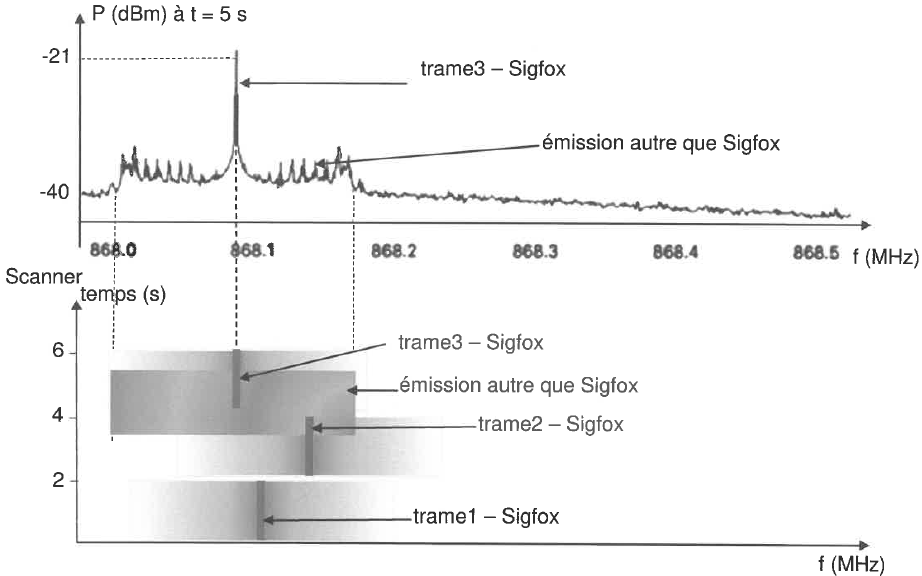 P (dBm) à t = 5 s
-21
trame3 – Sigfox
émission autre que Sigfox
-40
868.0 868.1 868.2 868.3 868.4 868.5 f (MHz)
Scanner
temps (s)
6
trame3 – Sigfox
émission autre que Sigfox
4
trame2 – Sigfox
2
trame1 – Sigfox
f (MHz)